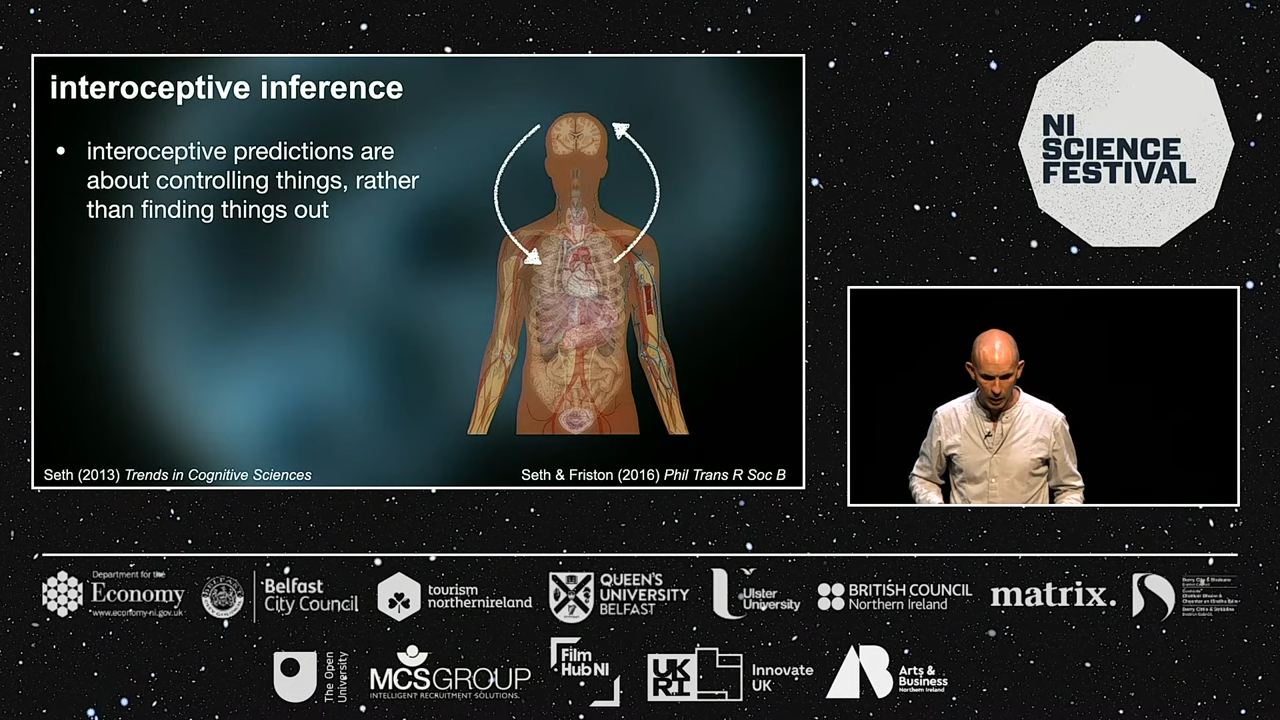 interoceptive inference
• interoceptive predictions are
about controlling things, rather
than finding things out
Seth (2013) Trends in Cognitive Sciences
Seth & Friston (2016) Phil Trans R Soc B
NI
SCIENCE
FESTIVAL
Department for the
Economy
www.economy-ni.gov.uk
Belfast
City Council
tourism
northernireland
QUEEN'S
UNIVERSITY
BELFAST
Ulster
University
BRITISH COUNCIL
Northern Ireland
matrix.
The Open
University
MCSGROUP
INTELLIGENT RECRUITMENT SOLUTIONS.
Film
Hub NI
UK
RI
Innovate
UK
Arts &
Business
Northern Ireland